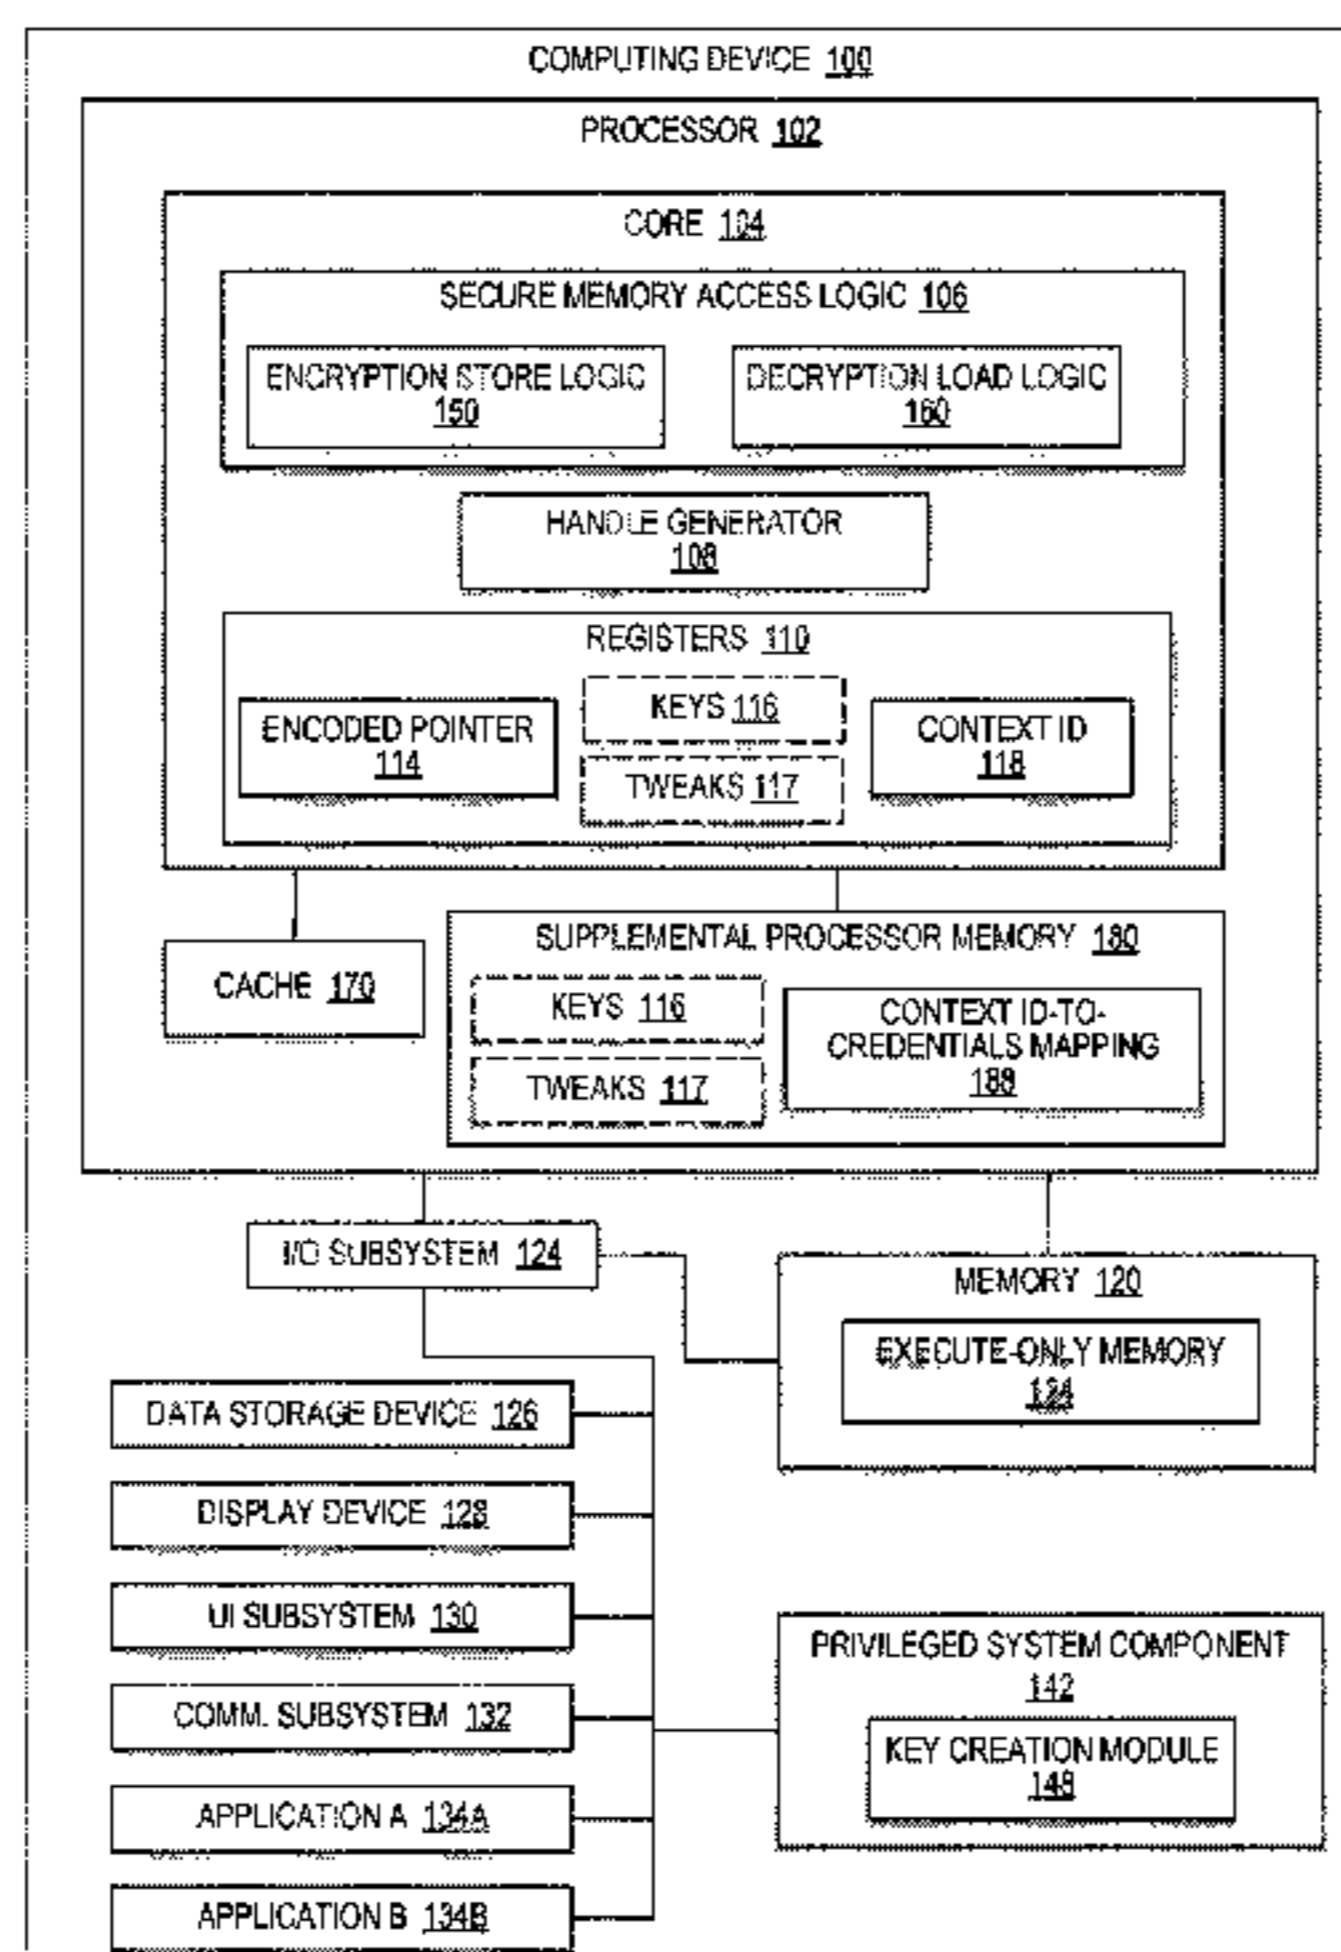 COMPUTING DEVICE 100
PROCESSOR 102
CORE 104
SECURE MEMORY ACCESS LOGIC 106
ENCRYPTION STORE LOGIC
150
DECRYPTION LOAD LOGIC
160
HANDLE GENERATOR
108
REGISTERS 110
ENCODED POINTER
114
KEYS 116
TWEAKS 117
CONTEXT ID
118
CACHE 170
SUPPLEMENTAL PROCESSOR MEMORY 180
KEYS 116
TWEAKS 117
CONTEXT ID-TO-
CREDENTIALS MAPPING
188
I/O SUBSYSTEM 124
MEMORY 120
EXECUTE-ONLY MEMORY
124
DATA STORAGE DEVICE 126
DISPLAY DEVICE 128
UI SUBSYSTEM 130
COMM. SUBSYSTEM 132
APPLICATION A 134A
APPLICATION B 134B
PRIVILEGED SYSTEM COMPONENT
142
KEY CREATION MODULE
148